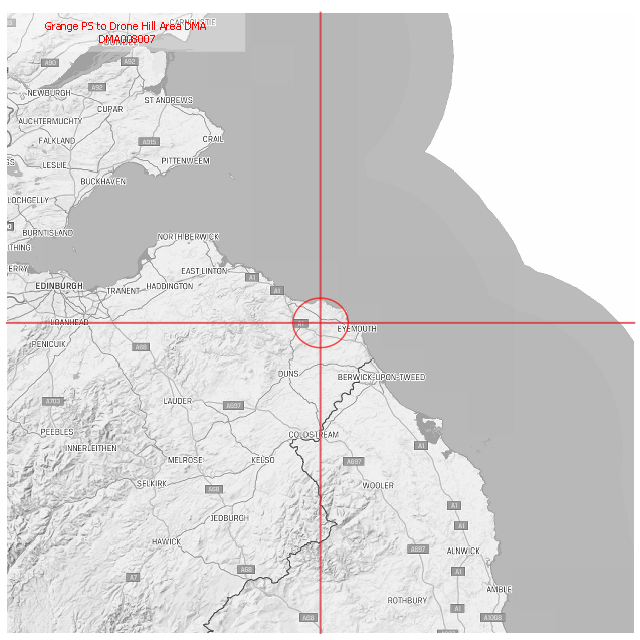 Grange PS to Drone Hill Area DMA
DMA008007
CARNOUSTIE
A90
A92
NEWBURGH
A92
ST ANDREWS
CUPAR
AUCHTERMUCHTY
FALKLAND
A915
CRAIL
LESLIE
PITTENWEEM
BUCKHAVEN
LOCHGELLY
BURNTISLAND
NORTH BERWICK
EAST LINTON
A1
EDINBURGH
TRANENT
HADDINGTON
A1
LOANHEAD
A1
EYEMOUTH
PENICUIK
A68
DUNS
BERWICK-UPON-TWEED
A703
LAUDER
A697
PEEBLES
COLDSTREAM
INNERLEITHEN
A1
MELROSE
KELSO
A697
SELKIRK
A68
WOOLER
JEDBURGH
A1
A1
HAWICK
A697
ALNWICK
A68
A7
A1
AMBLE
ROTHBURY
A1
A68
A1068